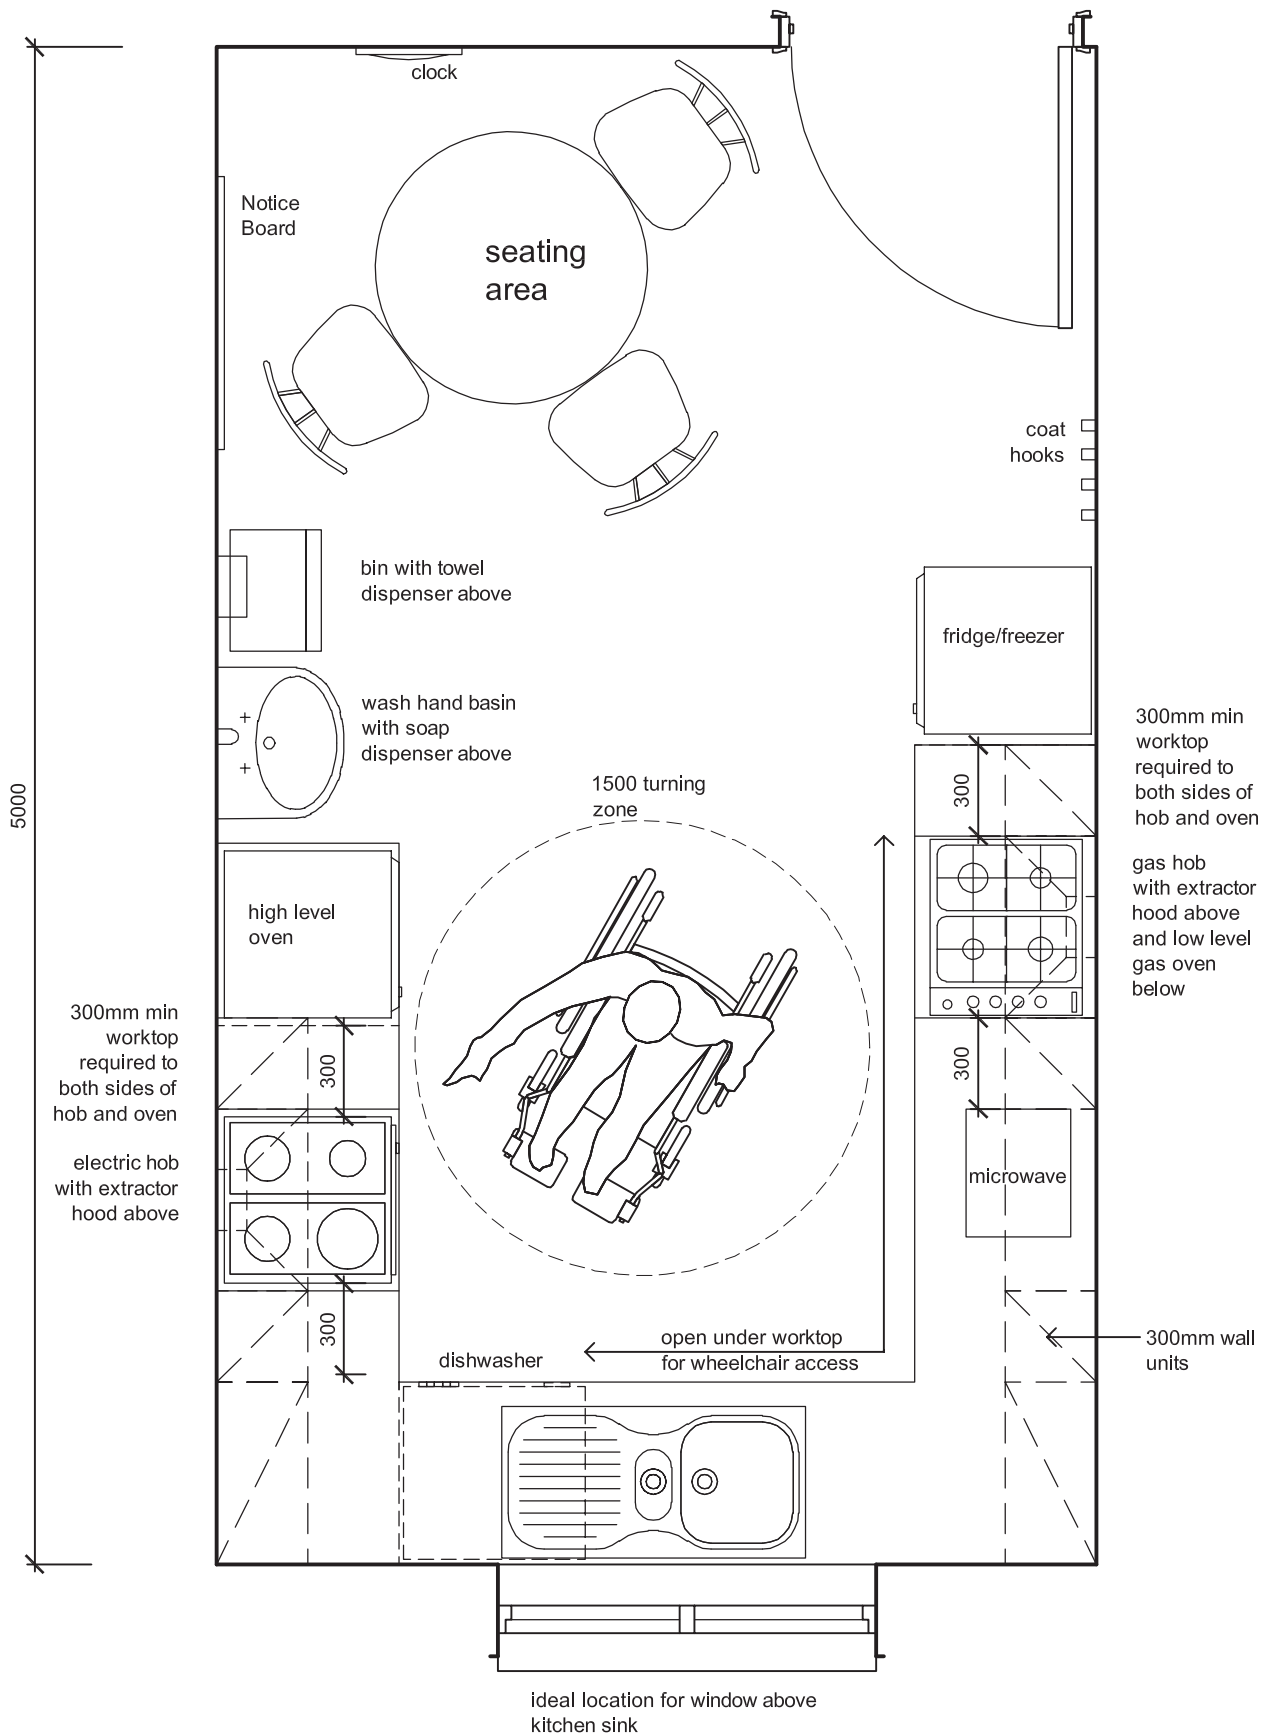 clock
Notice
Board
seating
area
coat
hooks
bin with towel
dispenser above
fridge/freezer
wash hand basin
with soap
dispenser above
300mm min
worktop
required to
both sides of
hob and oven
1500 turning
zone
300
5000
gas hob
with extractor
hood above
and low level
gas oven
below
high level
oven
300mm min
worktop
required to
both sides of
hob and oven
300
300
electric hob
with extractor
hood above
microwave
300
open under worktop
for wheelchair access
300mm wall
units
dishwasher
ideal location for window above
kitchen sink